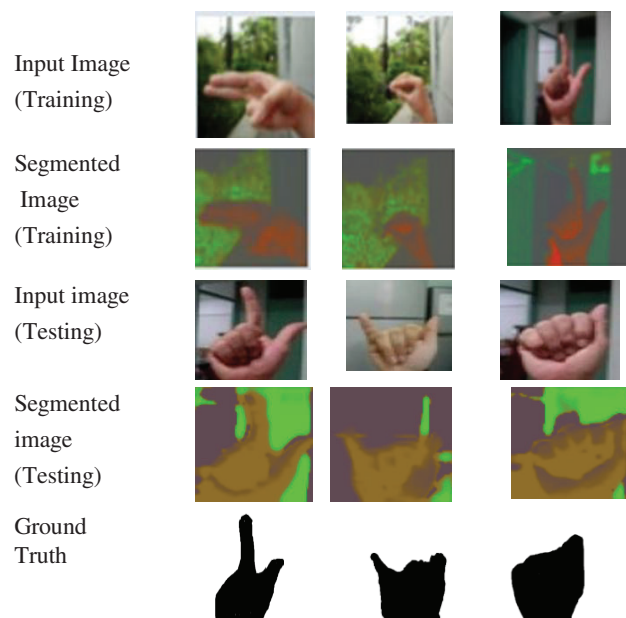 Input Image
(Training)
Segmented
Image
(Training)
Input image
(Testing)
Segmented
image
(Testing)
Ground
Truth